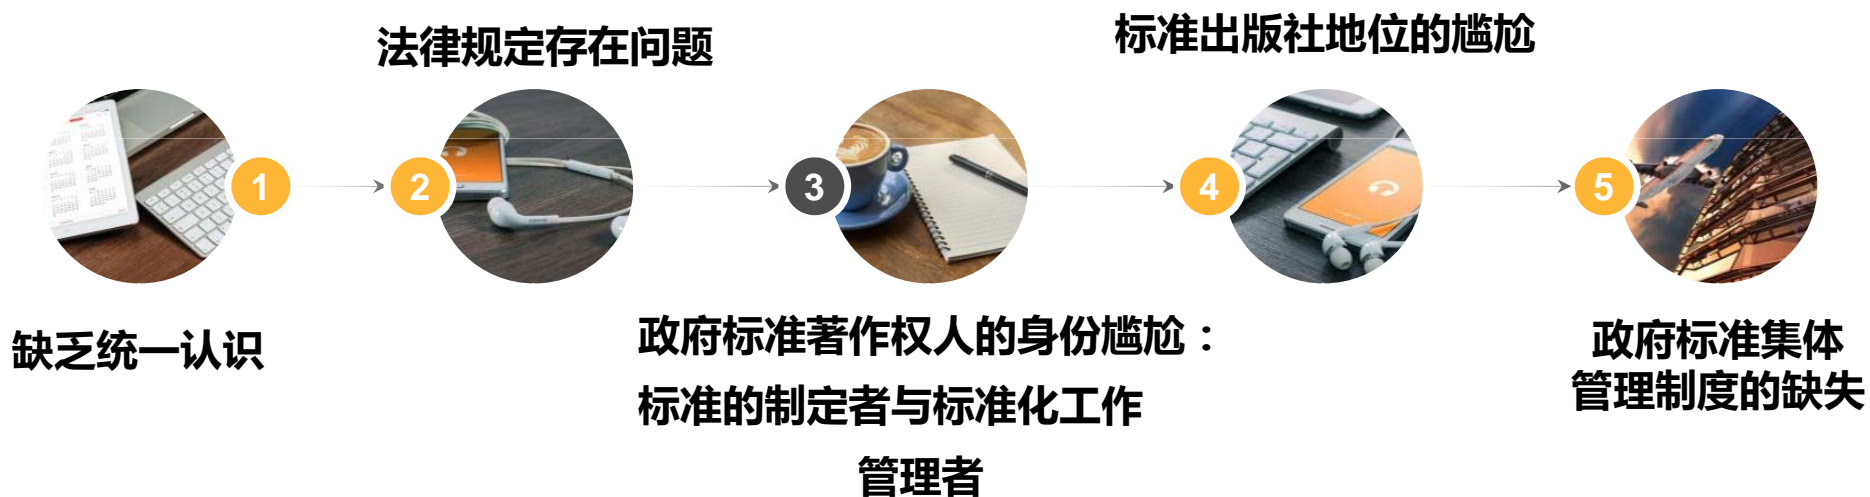 法律规定存在问题
标准出版社地位的尴尬
1
2
3
4
5
缺乏统一认识
政府标准著作权人的身份尴尬：
标准的制定者与标准化工作
管理者
政府标准集体
管理制度的缺失